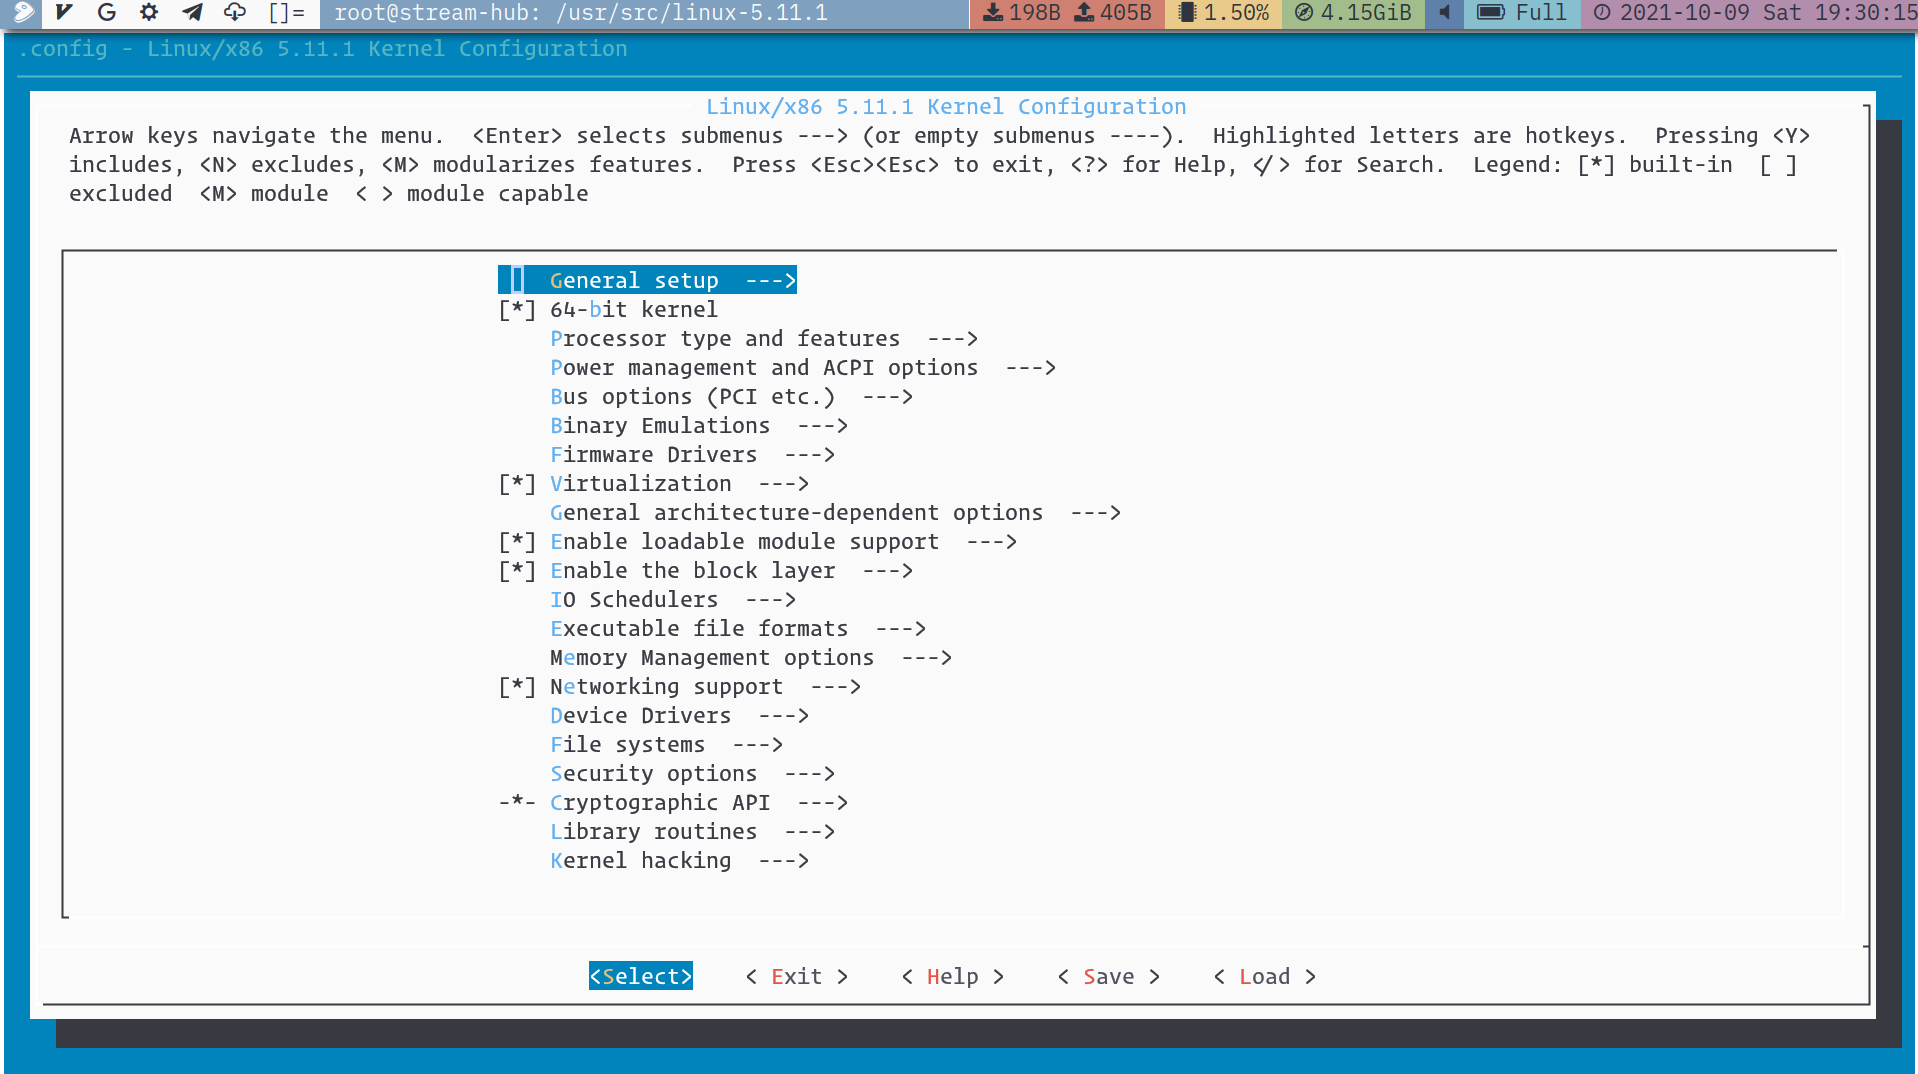 []= root@stream-hub: /usr/src/linux-5.11.1 198B 405B 1.50% 4.15GiB Full 2021-10-09 Sat 19:30:15
.config - Linux/x86 5.11.1 Kernel Configuration
Linux/x86 5.11.1 Kernel Configuration
Arrow keys navigate the menu.  <Enter> selects submenus ---> (or empty submenus ----).  Highlighted letters are hotkeys.  Pressing <Y>
includes, <N> excludes, <M> modularizes features.  Press <Esc><Esc> to exit, <?> for Help, </> for Search.  Legend: [*] built-in  [ ]
excluded  <M> module  < > module capable
General setup  --->
[*] 64-bit kernel
Processor type and features  --->
Power management and ACPI options  --->
Bus options (PCI etc.)  --->
Binary Emulations  --->
Firmware Drivers  --->
[*] Virtualization  --->
General architecture-dependent options  --->
[*] Enable loadable module support  --->
[*] Enable the block layer  --->
IO Schedulers  --->
Executable file formats  --->
Memory Management options  --->
[*] Networking support  --->
Device Drivers  --->
File systems  --->
Security options  --->
-*- Cryptographic API  --->
Library routines  --->
Kernel hacking  --->
<Select>    < Exit >    < Help >    < Save >    < Load >